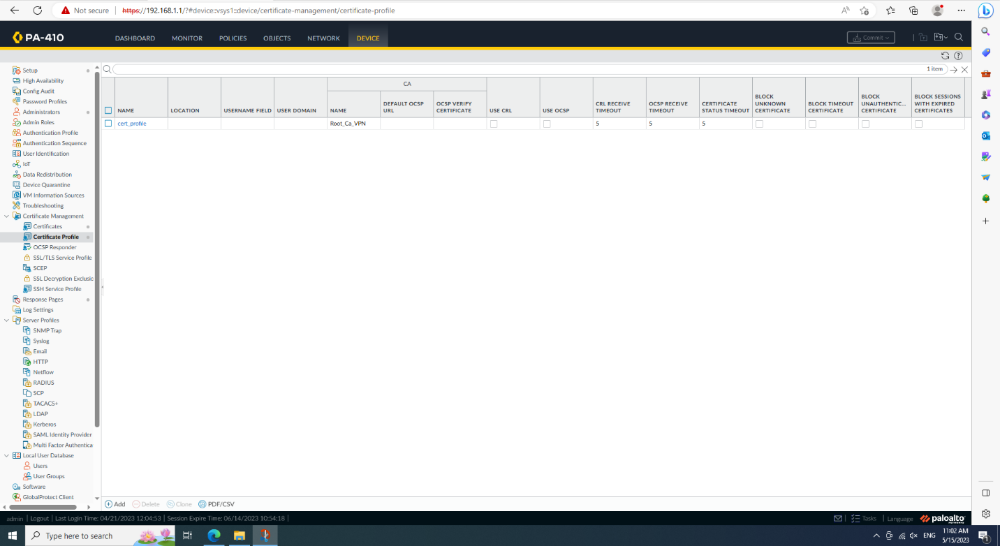 Not secure
https://192.168.1.1/?#device::vsys1::device/certificate-management/certificate-profile
PA-410
DASHBOARD
MONITOR
POLICIES
OBJECTS
NETWORK
DEVICE
Commit
1 item
Setup
High Availability
Config Audit
Password Profiles
Administrators
Admin Roles
Authentication Profile
Authentication Sequence
User Identification
IoT
Data Redistribution
Device Quarantine
VM Information Sources
Troubleshooting
Certificate Management
Certificates
Certificate Profile
OCSP Responder
SSL/TLS Service Profile
SCEP
SSL Decryption Exclusio
SSH Service Profile
Response Pages
Log Settings
Server Profiles
SNMP Trap
Syslog
Email
HTTP
Netflow
RADIUS
SCP
TACACS+
LDAP
Kerberos
SAML Identity Provider
Multi Factor Authentica
Local User Database
Users
User Groups
Software
GlobalProtect Client
CA
NAME
LOCATION
USERNAME FIELD
USER DOMAIN
NAME
DEFAULT OCSP
URL
OCSP VERIFY
CERTIFICATE
USE CRL
USE OCSP
CRL RECEIVE
TIMEOUT
OCSP RECEIVE
TIMEOUT
CERTIFICATE
STATUS TIMEOUT
BLOCK
UNKNOWN
CERTIFICATE
BLOCK TIMEOUT
CERTIFICATE
BLOCK
UNAUTHENTIC...
CERTIFICATE
BLOCK SESSIONS
WITH EXPIRED
CERTIFICATES
cert_profile
Root_Ca_VPN
5
5
5
Add
Delete
Clone
PDF/CSV
admin | Logout | Last Login Time: 04/21/2023 12:04:53 | Session Expire Time: 06/14/2023 10:54:18 |
Tasks | Language
paloalto
NETWORKS
Type here to search
ENG
11:02 AM
5/15/2023
1